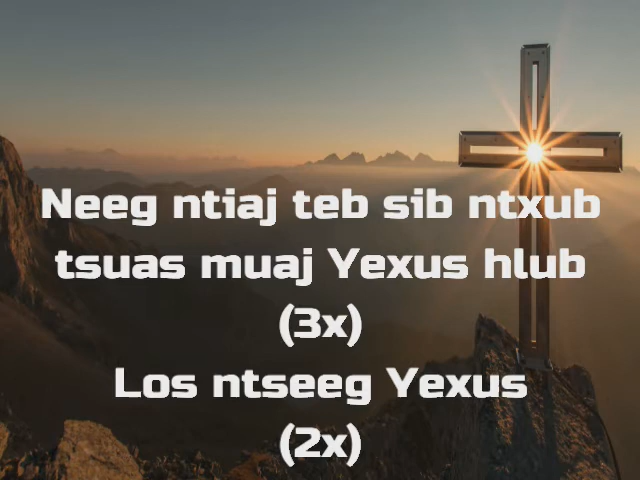 Neeg ntiaj teb sib ntxub
tsuas muaj Yexus hlub
(3x)
Los ntseeg Yexus
(2x)